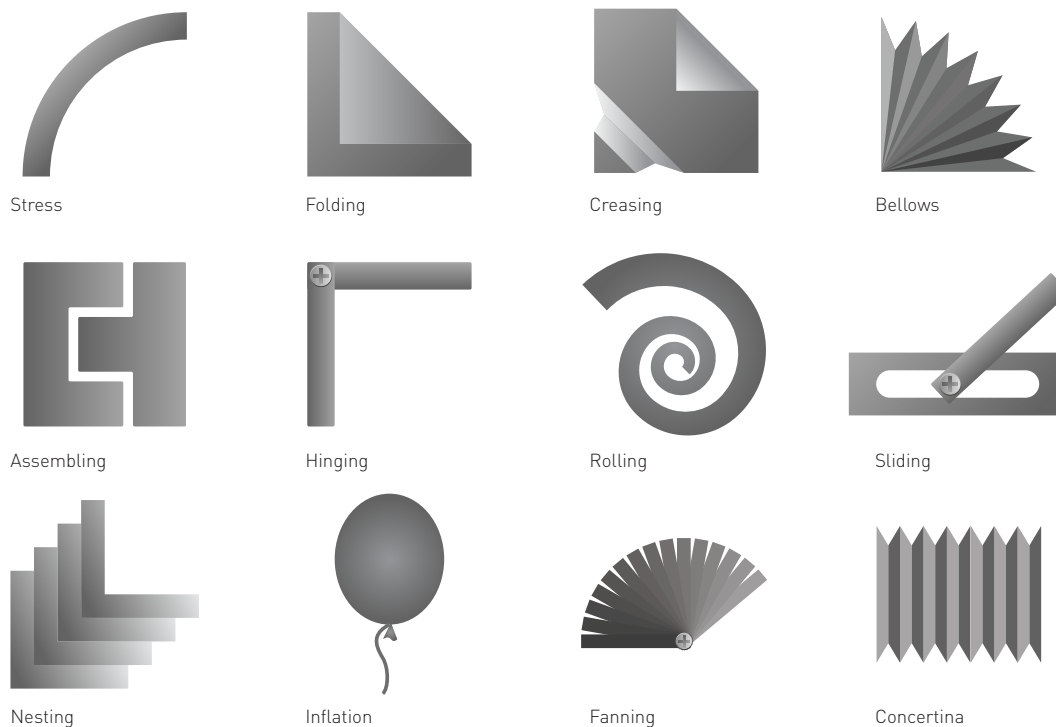 Stress
Folding
Creasing
Bellows
Assembling
Hinging
Rolling
Sliding
Nesting
Inflation
Fanning
Concertina